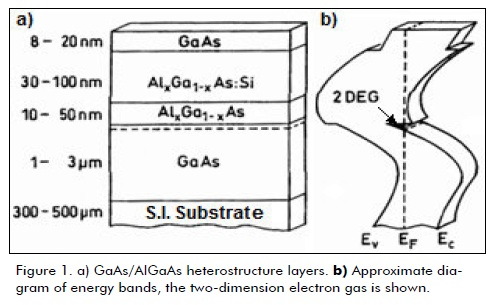 a)
b)
8 - 20 nm GaAs
30 - 100 nm AlxGa1-xAs:Si
10 - 50 nm AlxGa1-xAs
2 DEG
1 - 3 μm GaAs
300 - 500 μm S.I. Substrate
Ev EF Ec
Figure 1. a) GaAs/AlGaAs heterostructure layers. b) Approximate dia-
gram of energy bands, the two-dimension electron gas is shown.